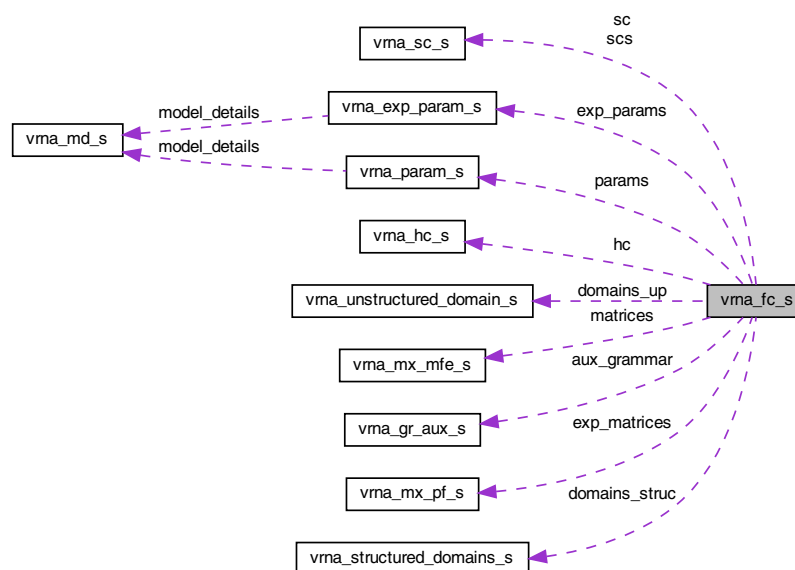 sc
scs
vrna_sc_s
vrna_exp_param_s
exp_params
model_details
vrna_md_s
model_details
vrna_param_s
params
vrna_hc_s
hc
vrna_unstructured_domain_s
domains_up
vrna_fc_s
matrices
vrna_mx_mfe_s
aux_grammar
vrna_gr_aux_s
exp_matrices
vrna_mx_pf_s
domains_struc
vrna_structured_domains_s